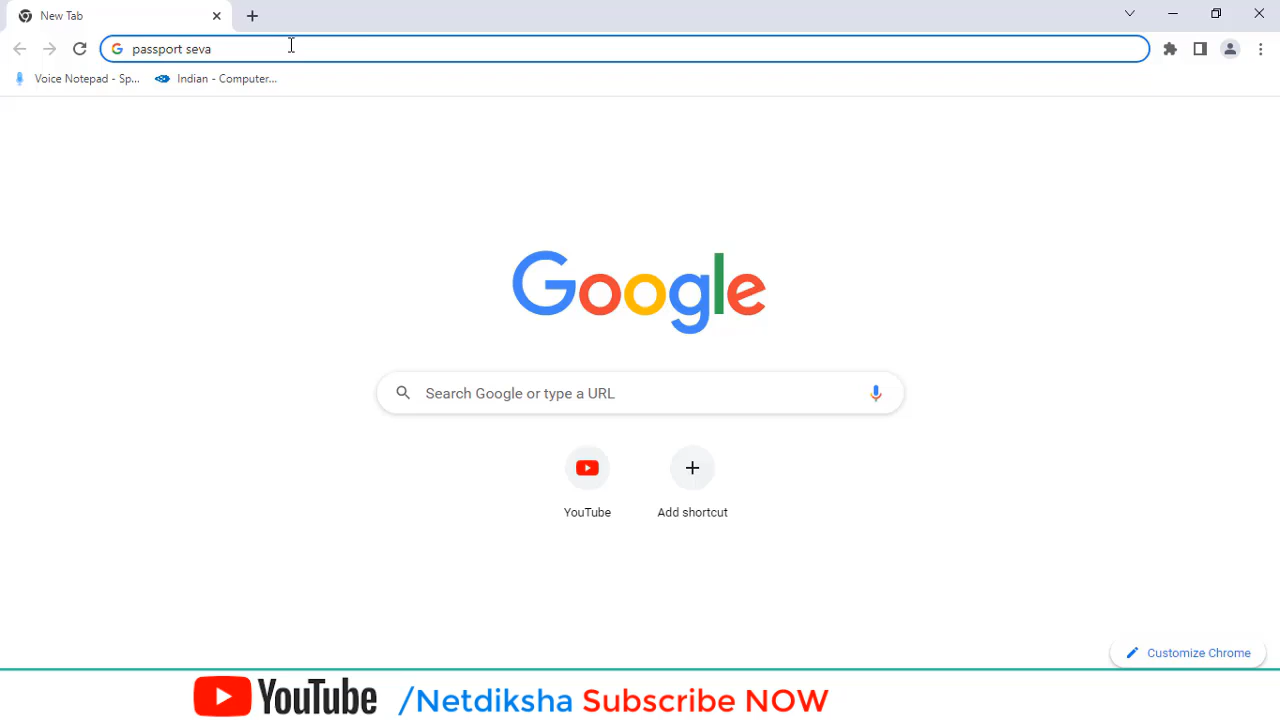 New Tab
passport seva
Voice Notepad - Sp... Indian - Computer...
Google
Search Google or type a URL
YouTube Add shortcut
Customize Chrome
YouTube /Netdiksha Subscribe NOW